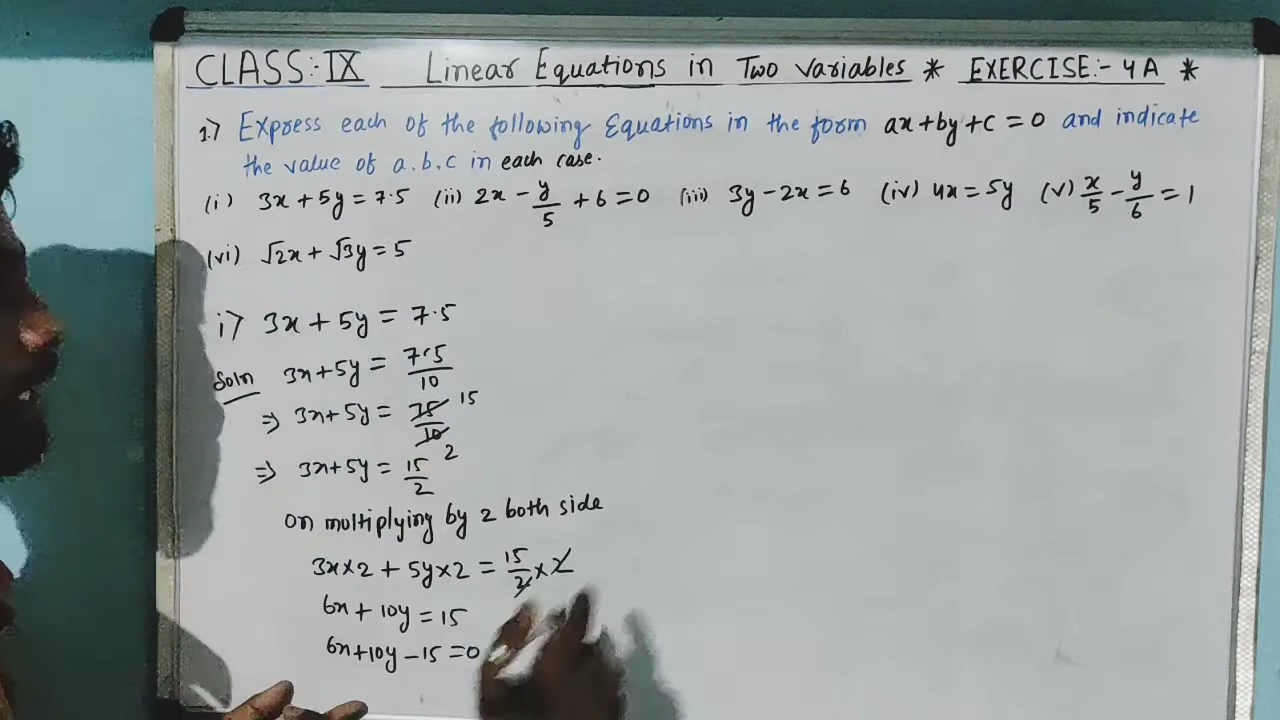 CLASS:- IX Linear Equations in Two Variables * EXERCISE:- 4A *
1.> Express each of the following Equations in the form ax+by+c=0 and indicate
the value of a.b.c in each case.
(i) 3x+5y=7.5 (ii) 2x - y/5 + 6 = 0 (iii) 3y-2x=6 (iv) 4x=5y (v) x/5 - y/6 = 1
(vi) √2x+√3y=5
i> 3x+5y=7.5
Soln 3x+5y = 7.5/10
⇒ 3x+5y = 75/10 15 2
⇒ 3x+5y = 15/2
On multiplying by 2 both side
3x×2 + 5y×2 = 15/2 × 2
6x + 10y = 15
6x+10y-15=0